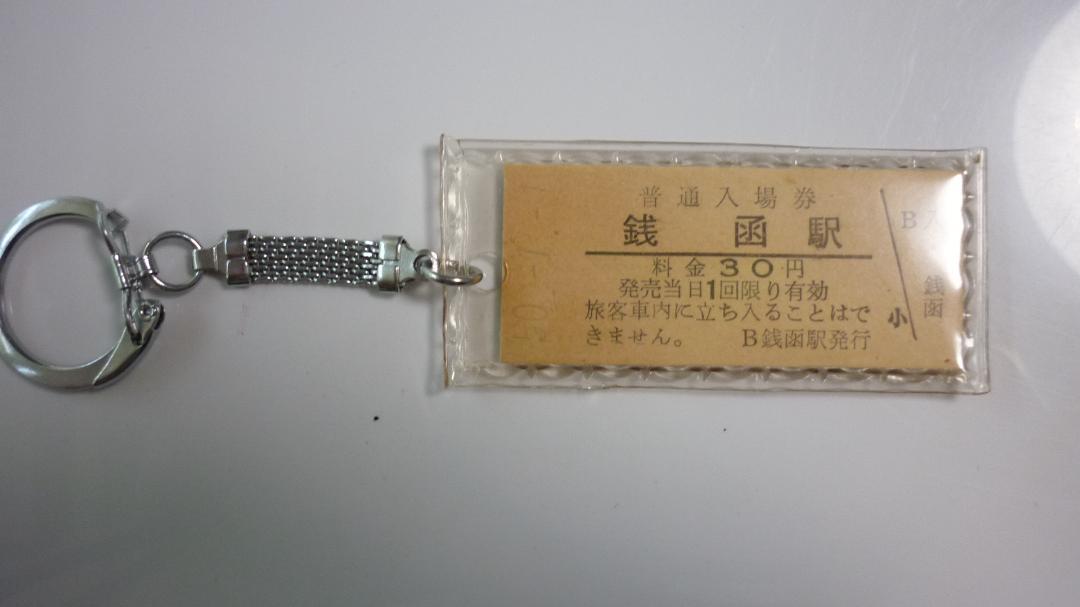 普通入場券
銭函駅
料金30円
発売当日1回限り有効
旅客車内に立ち入ることはで
きません。 B銭函駅発行
小
B入
銭函